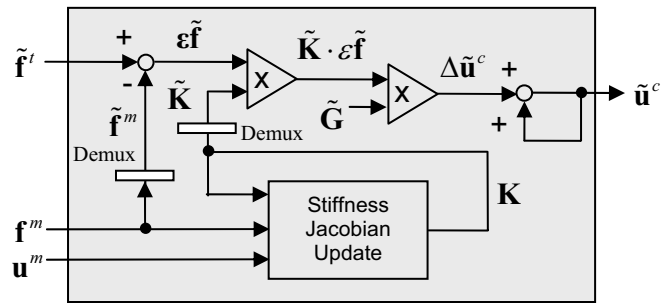 + εf̃ K̃ · εf̃
f̃ᵗ X Δũᶜ +
- K̃ X ũᶜ
f̃ᵐ G̃ +
Demux Demux
K
Stiffness
fᵐ Jacobian
uᵐ Update